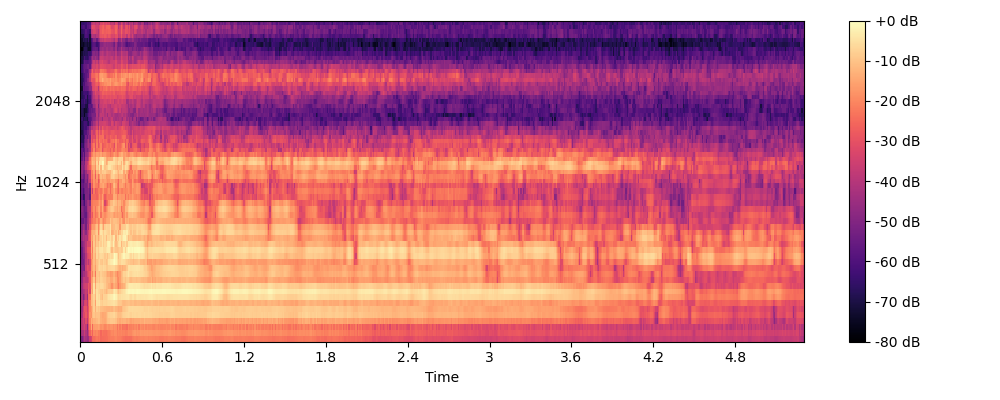 2048
1024
512
Hz
0 0.6 1.2 1.8 2.4 3 3.6 4.2 4.8
Time
+0 dB
-10 dB
-20 dB
-30 dB
-40 dB
-50 dB
-60 dB
-70 dB
-80 dB